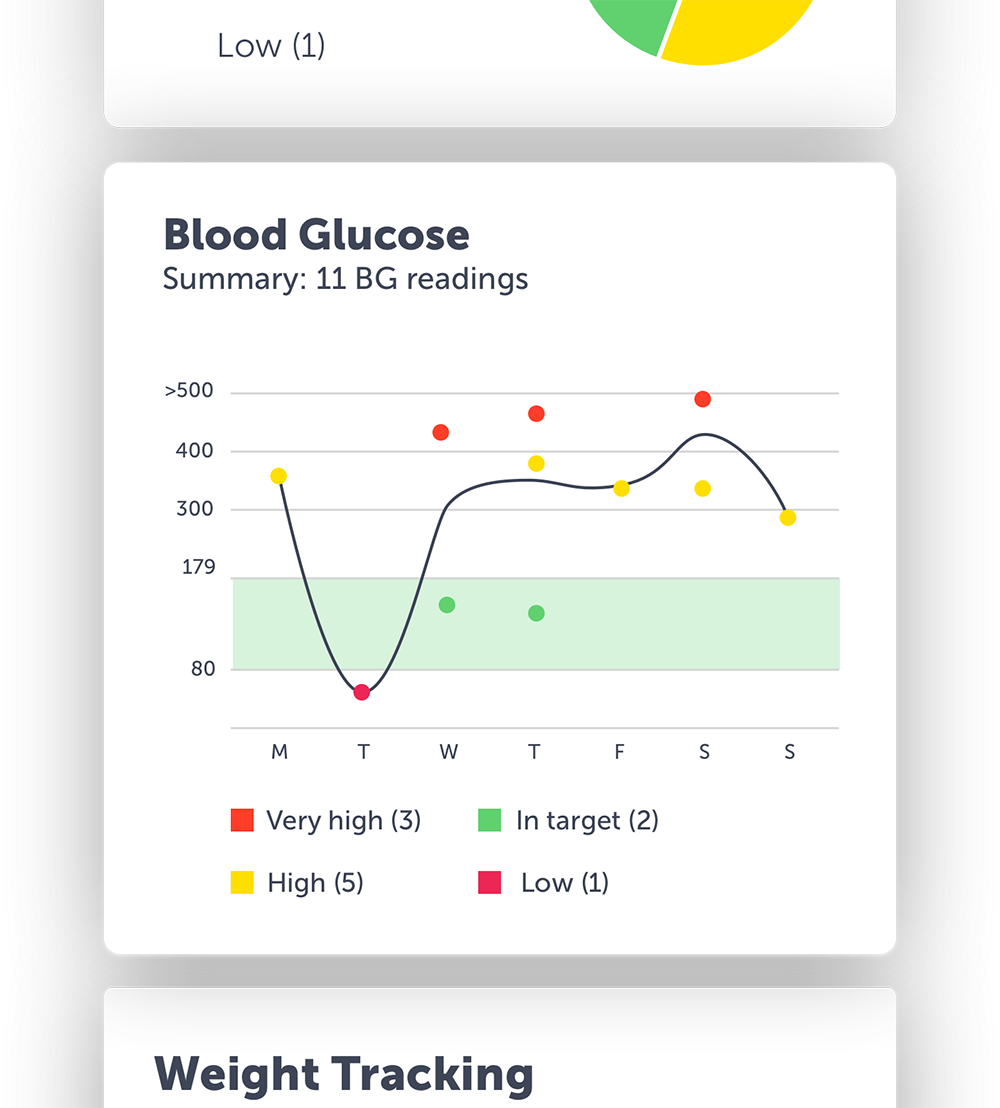 Low (1)
Blood Glucose
Summary: 11 BG readings
>500
400
300
179
80
M T W T F S S
Very high (3) In target (2)
High (5) Low (1)
Weight Tracking